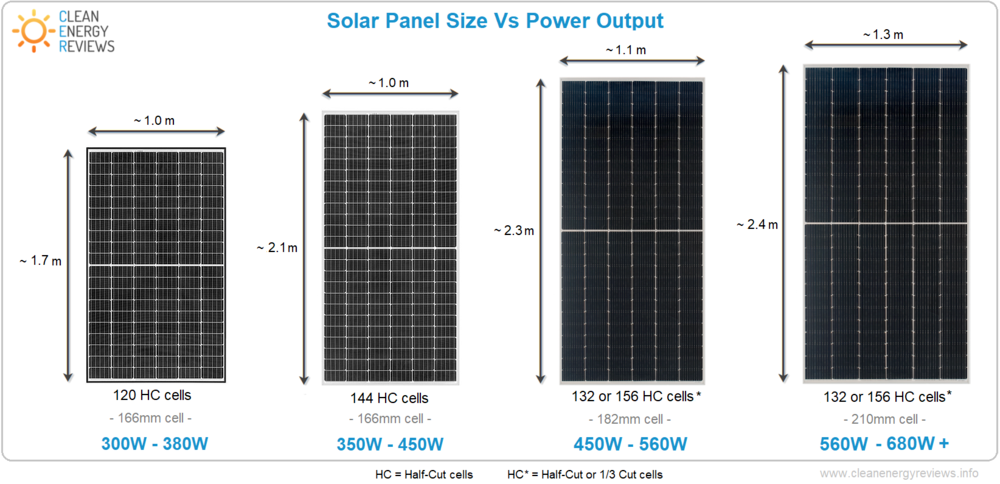 CLEAN
ENERGY
REVIEWS
Solar Panel Size Vs Power Output
~ 1.0 m
~ 1.7 m
120 HC cells
- 166mm cell -
300W - 380W
~ 1.0 m
~ 2.1 m
144 HC cells
- 166mm cell -
350W - 450W
~ 1.1 m
~ 2.3 m
132 or 156 HC cells*
- 182mm cell -
450W - 560W
~ 1.3 m
~ 2.4 m
132 or 156 HC cells*
- 210mm cell -
560W - 680W +
HC = Half-Cut cells
HC* = Half-Cut or 1/3 Cut cells
www.cleanenergyreviews.info